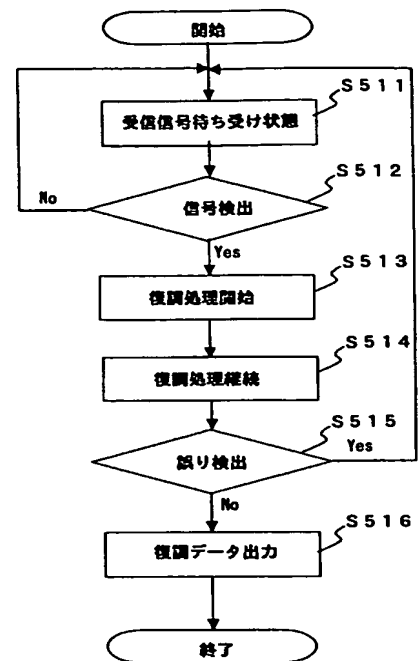 開始
S511
受信信号待ち受け状態
S512
信号検出
No
Yes
S513
復調処理開始
S514
復調処理継続
S515
誤り検出
Yes
No
S516
復調データ出力
終了